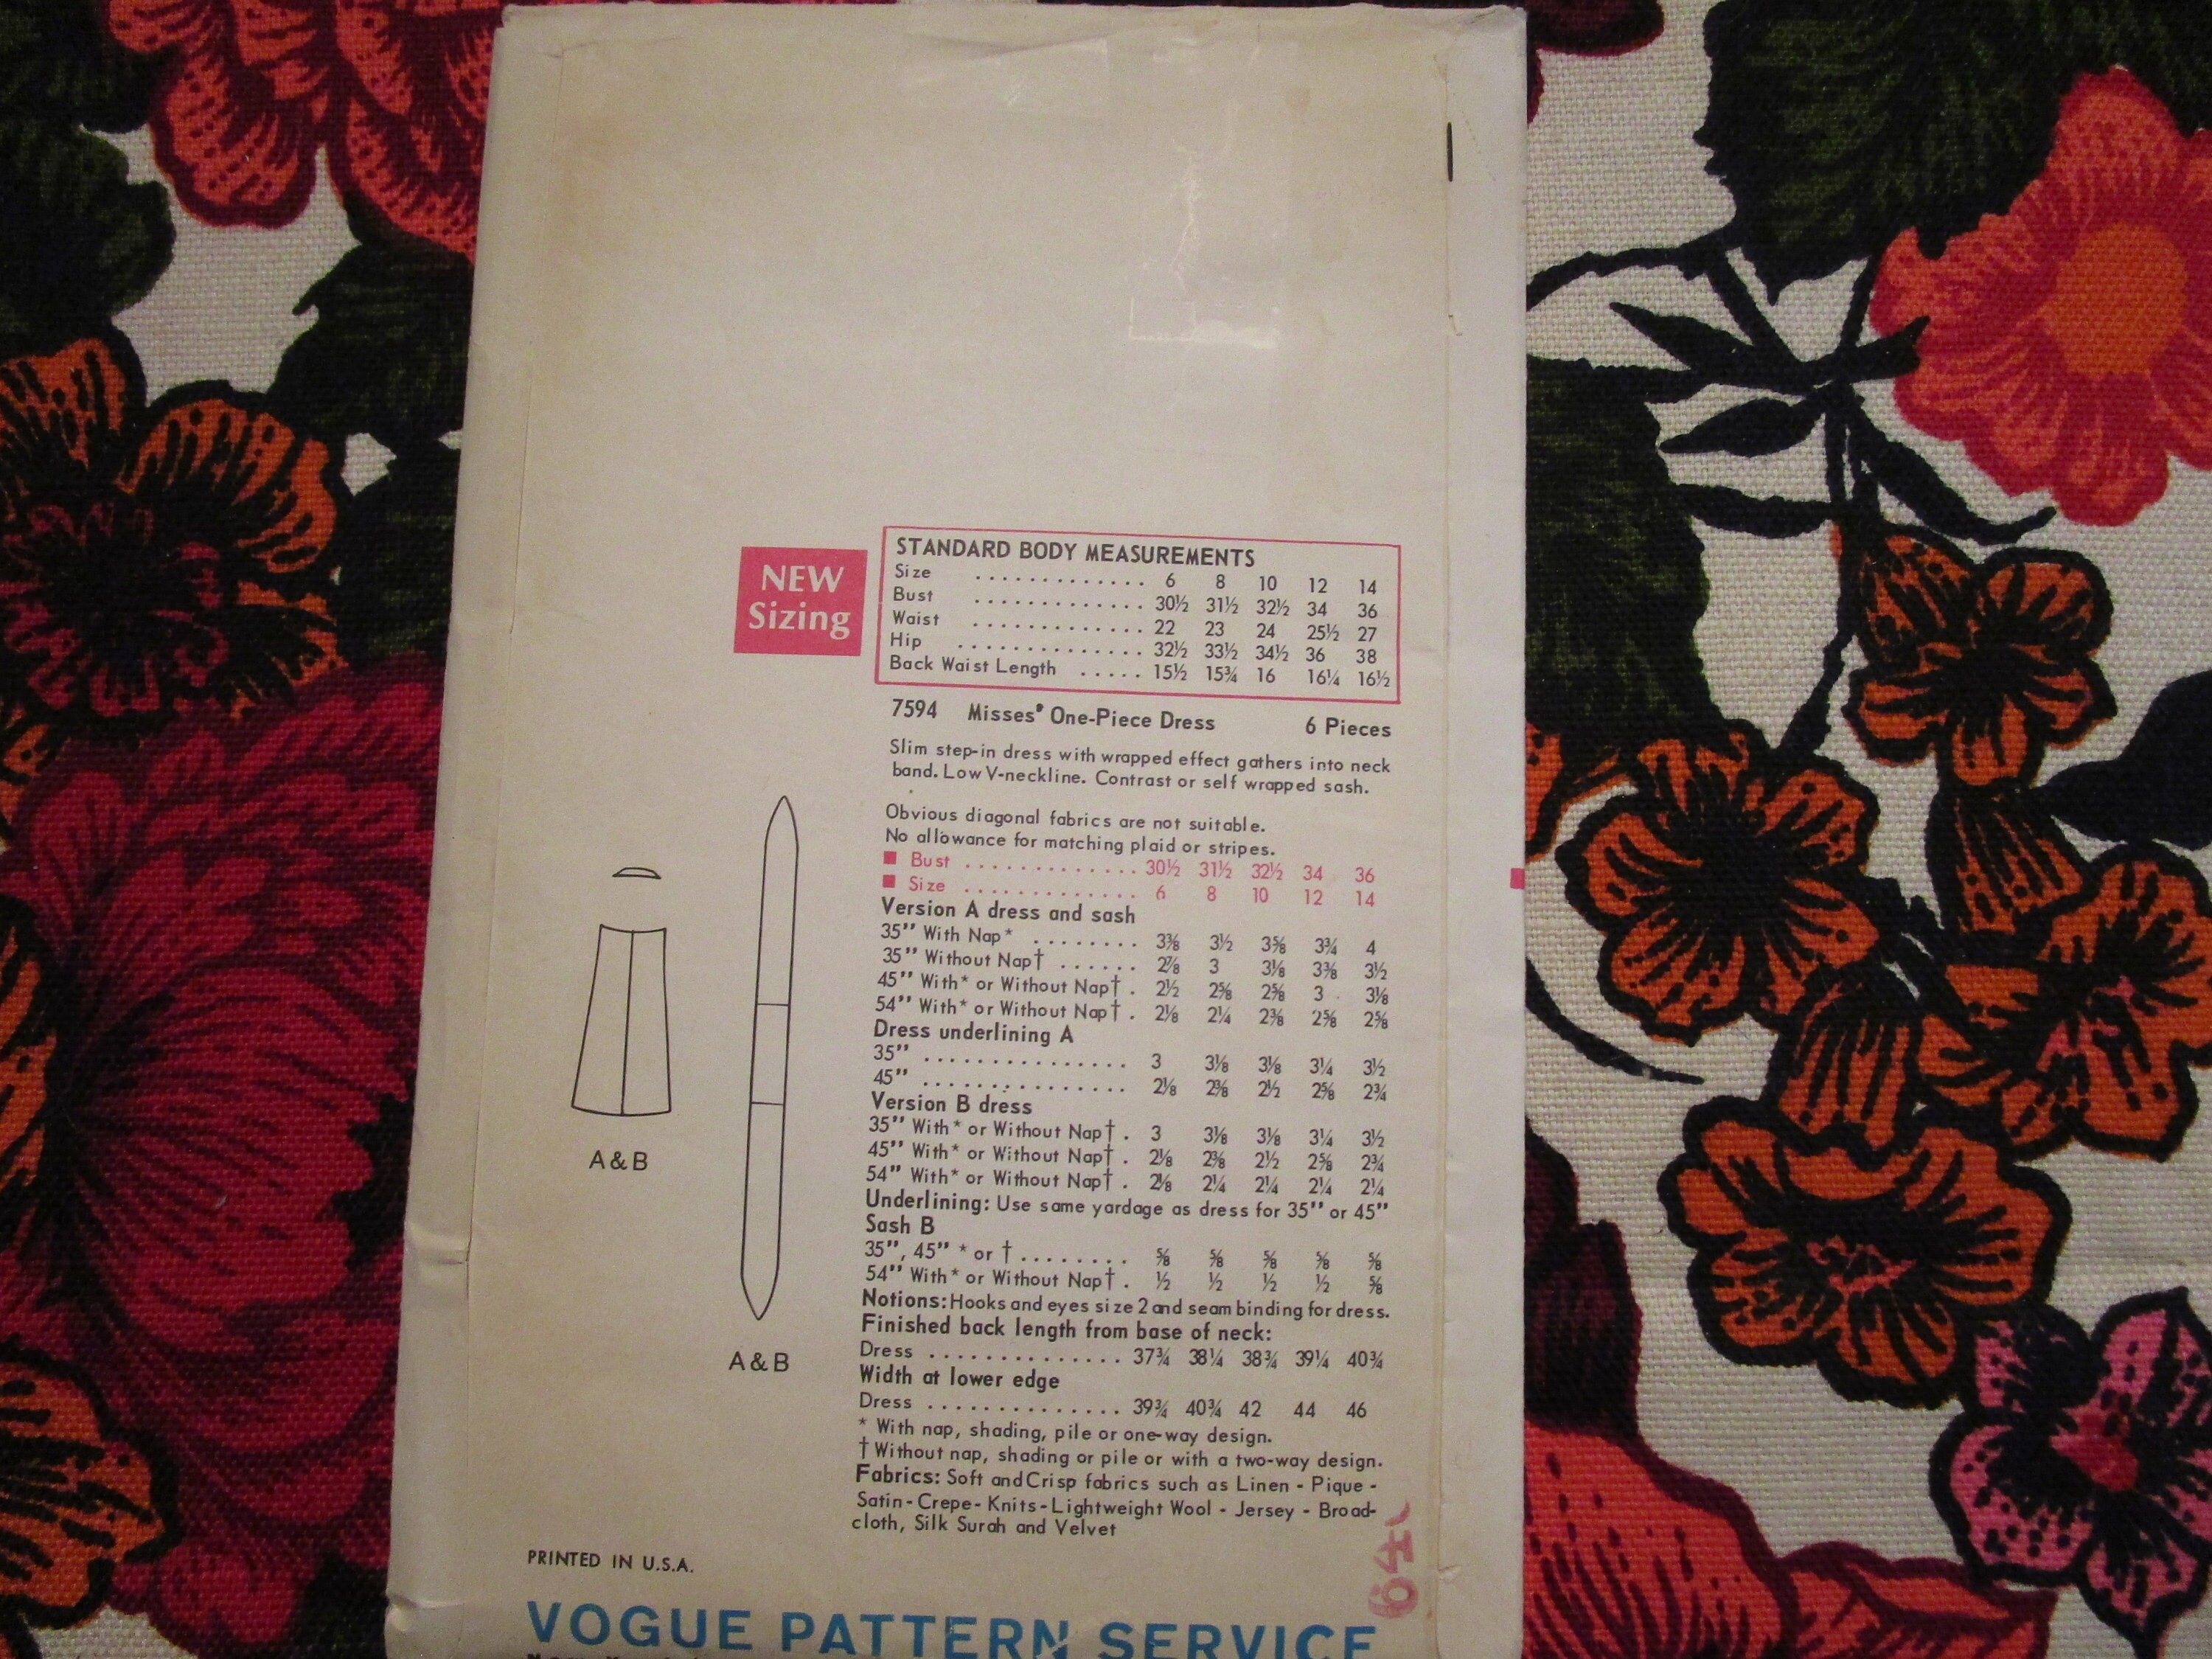 NEW
Sizing
STANDARD BODY MEASUREMENTS
Size ............. 6 8 10 12 14
Bust ............. 30½ 31½ 32½ 34 36
Waist ............. 22 23 24 25½ 27
Hip .............. 32½ 33½ 34½ 36 38
Back Waist Length ..... 15½ 15¾ 16 16¼ 16½
7594 Misses' One-Piece Dress 6 Pieces
Slim step-in dress with wrapped effect gathers into neck
band. Low V-neckline. Contrast or self wrapped sash.
Obvious diagonal fabrics are not suitable.
No allowance for matching plaid or stripes.
■ Bust ............. 30½ 31½ 32½ 34 36
■ Size ............. 6 8 10 12 14
Version A dress and sash
35" With Nap* ........ 3⅜ 3½ 3⅝ 3¾ 4
35" Without Nap† ...... 2⅞ 3 3⅛ 3⅜ 3½
45" With* or Without Nap† . 2½ 2⅝ 2⅝ 3 3⅛
54" With* or Without Nap† . 2⅛ 2¼ 2⅜ 2⅝ 2⅝
Dress underlining A
35" ................ 3 3⅛ 3⅛ 3¼ 3½
45" ................ 2⅛ 2⅜ 2½ 2⅝ 2¾
Version B dress
35" With* or Without Nap† . 3 3⅛ 3⅛ 3¼ 3½
45" With* or Without Nap† . 2⅛ 2⅜ 2½ 2⅝ 2¾
54" With* or Without Nap† . 2⅛ 2¼ 2¼ 2¼ 2¼
Underlining: Use same yardage as dress for 35" or 45"
Sash B
35", 45" * or † ........ ⅝ ⅝ ⅝ ⅝ ⅝
54" With* or Without Nap† . ½ ½ ½ ½ ⅝
Notions: Hooks and eyes size 2 and seam binding for dress.
Finished back length from base of neck:
Dress ............... 37¾ 38¼ 38¾ 39¼ 40¾
Width at lower edge
Dress ............... 39¾ 40¾ 42 44 46
* With nap, shading, pile or one-way design.
† Without nap, shading or pile or with a two-way design.
Fabrics: Soft and Crisp fabrics such as Linen - Pique -
Satin - Crepe - Knits - Lightweight Wool - Jersey - Broad-
cloth, Silk Surah and Velvet
A & B
A & B
PRINTED IN U.S.A.
VOGUE PATTERN SERVICE